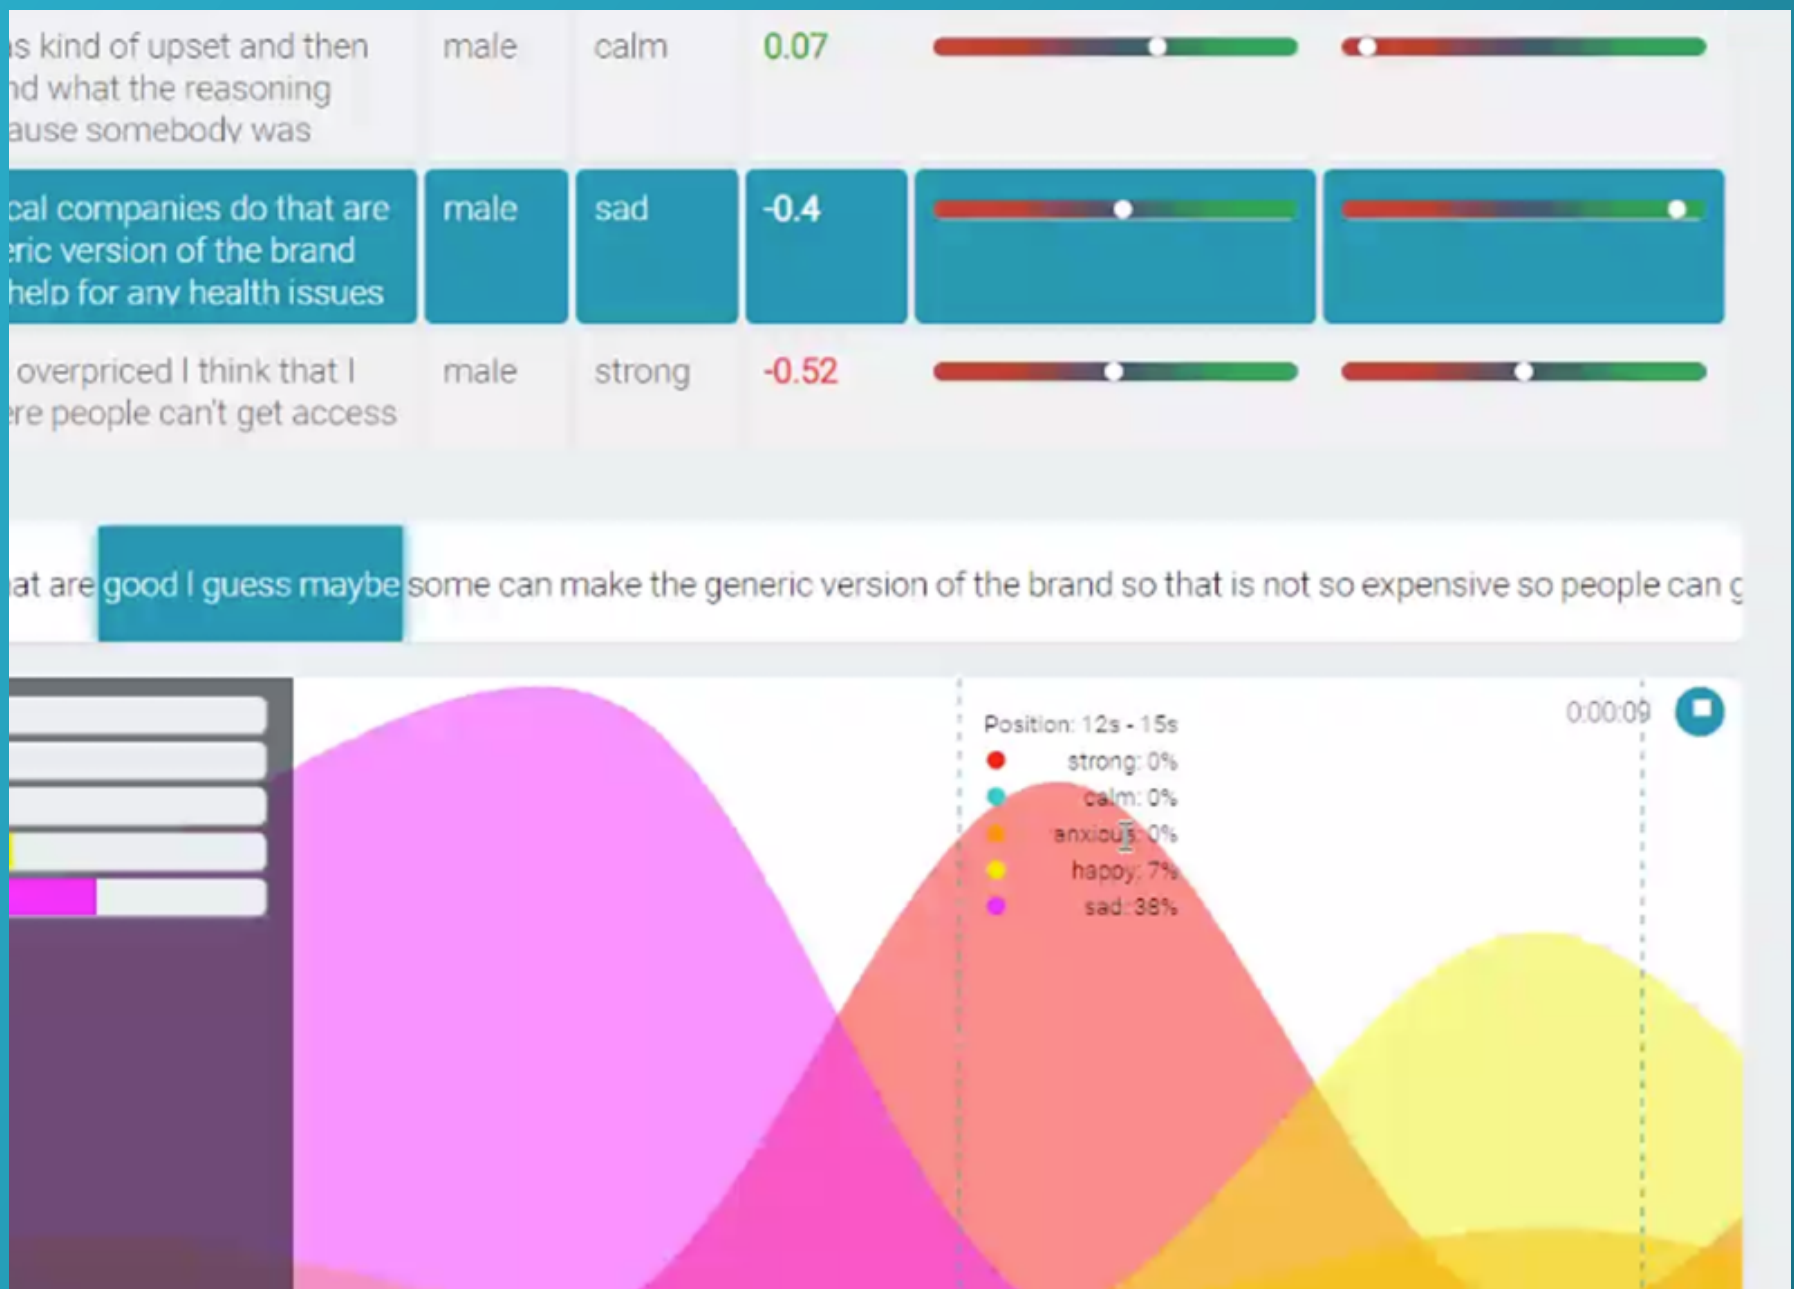 as kind of upset and then
male
calm
0.07
nd what the reasoning
ause somebody was
cal companies do that are
male
sad
-0.4
eric version of the brand
help for any health issues
overpriced I think that I
male
strong
-0.52
ere people can't get access
at are good I guess maybe some can make the generic version of the brand so that is not so expensive so people can g
Position: 12s - 15s
0:00:09
strong: 0%
calm: 0%
anxious: 0%
happy: 7%
sad: 38%